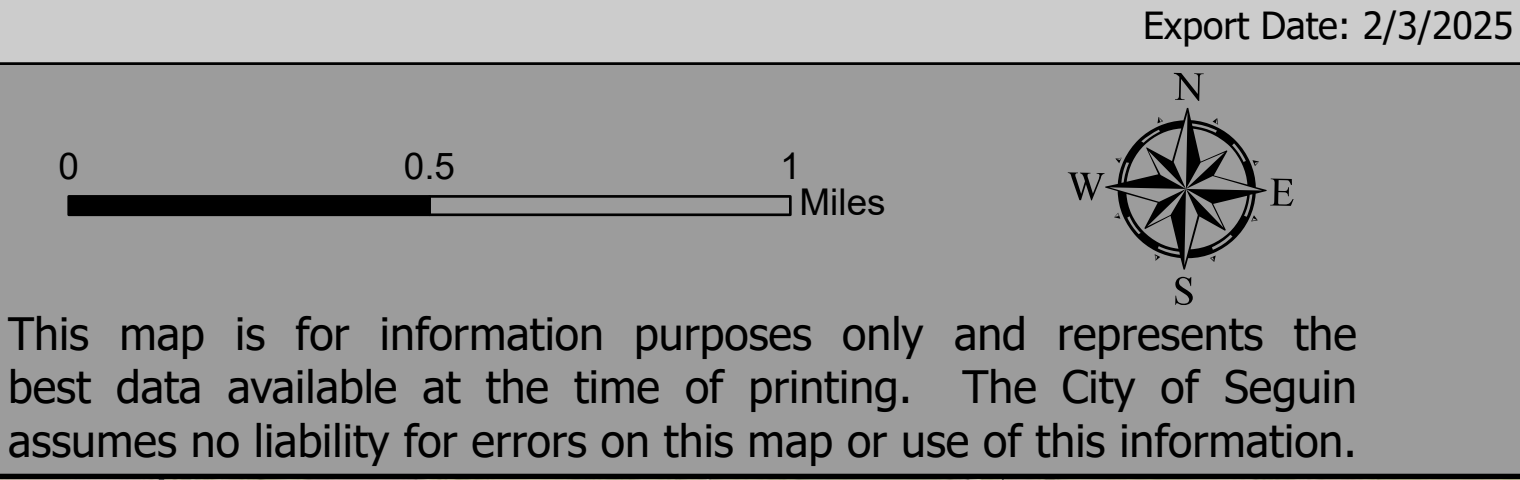 Export Date: 2/3/2025
N
0 0.5 1
Miles
W E
S
This map is for information purposes only and represents the
best data available at the time of printing. The City of Seguin
assumes no liability for errors on this map or use of this information.